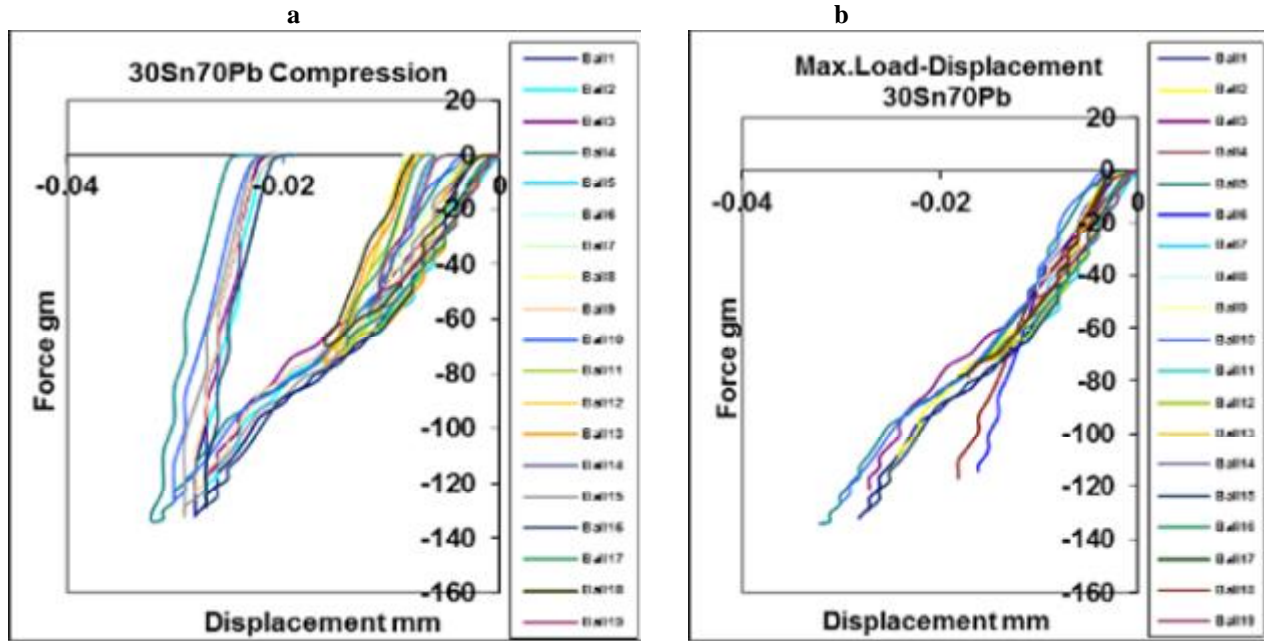 a
b
30Sn70Pb Compression
20
0
-20
-40
-60
-80
-100
-120
-140
-160
-0.04
-0.02
0
Force gm
Displacement mm
Ball1
Ball2
Ball3
Ball4
Ball5
Ball6
Ball7
Ball8
Ball9
Ball10
Ball11
Ball12
Ball13
Ball14
Ball15
Ball16
Ball17
Ball18
Ball19
Max.Load-Displacement
30Sn70Pb
20
0
-20
-40
-60
-80
-100
-120
-140
-160
-0.04
-0.02
0
Force gm
Displacement mm
Ball1
Ball2
Ball3
Ball4
Ball5
Ball6
Ball7
Ball8
Ball9
Ball10
Ball11
Ball12
Ball13
Ball14
Ball15
Ball16
Ball17
Ball18
Ball19